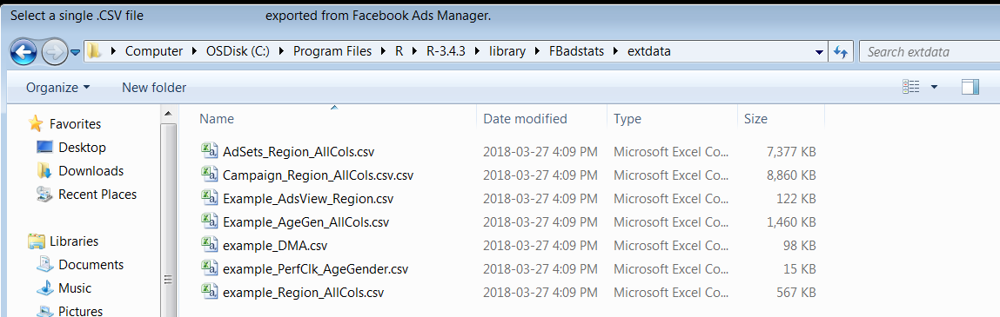 Select a single .CSV file exported from Facebook Ads Manager.
Computer OSDisk (C:) Program Files R R-3.4.3 library FBadstats extdata Search extdata
Organize New folder
Favorites
Desktop
Downloads
Recent Places
Libraries
Documents
Music
Pictures
Name Date modified Type Size
AdSets_Region_AllCols.csv 2018-03-27 4:09 PM Microsoft Excel Co... 7,377 KB
Campaign_Region_AllCols.csv.csv 2018-03-27 4:09 PM Microsoft Excel Co... 8,860 KB
Example_AdsView_Region.csv 2018-03-27 4:09 PM Microsoft Excel Co... 122 KB
Example_AgeGen_AllCols.csv 2018-03-27 4:09 PM Microsoft Excel Co... 1,460 KB
example_DMA.csv 2018-03-27 4:09 PM Microsoft Excel Co... 98 KB
example_PerfClk_AgeGender.csv 2018-03-27 4:09 PM Microsoft Excel Co... 15 KB
example_Region_AllCols.csv 2018-03-27 4:09 PM Microsoft Excel Co... 567 KB